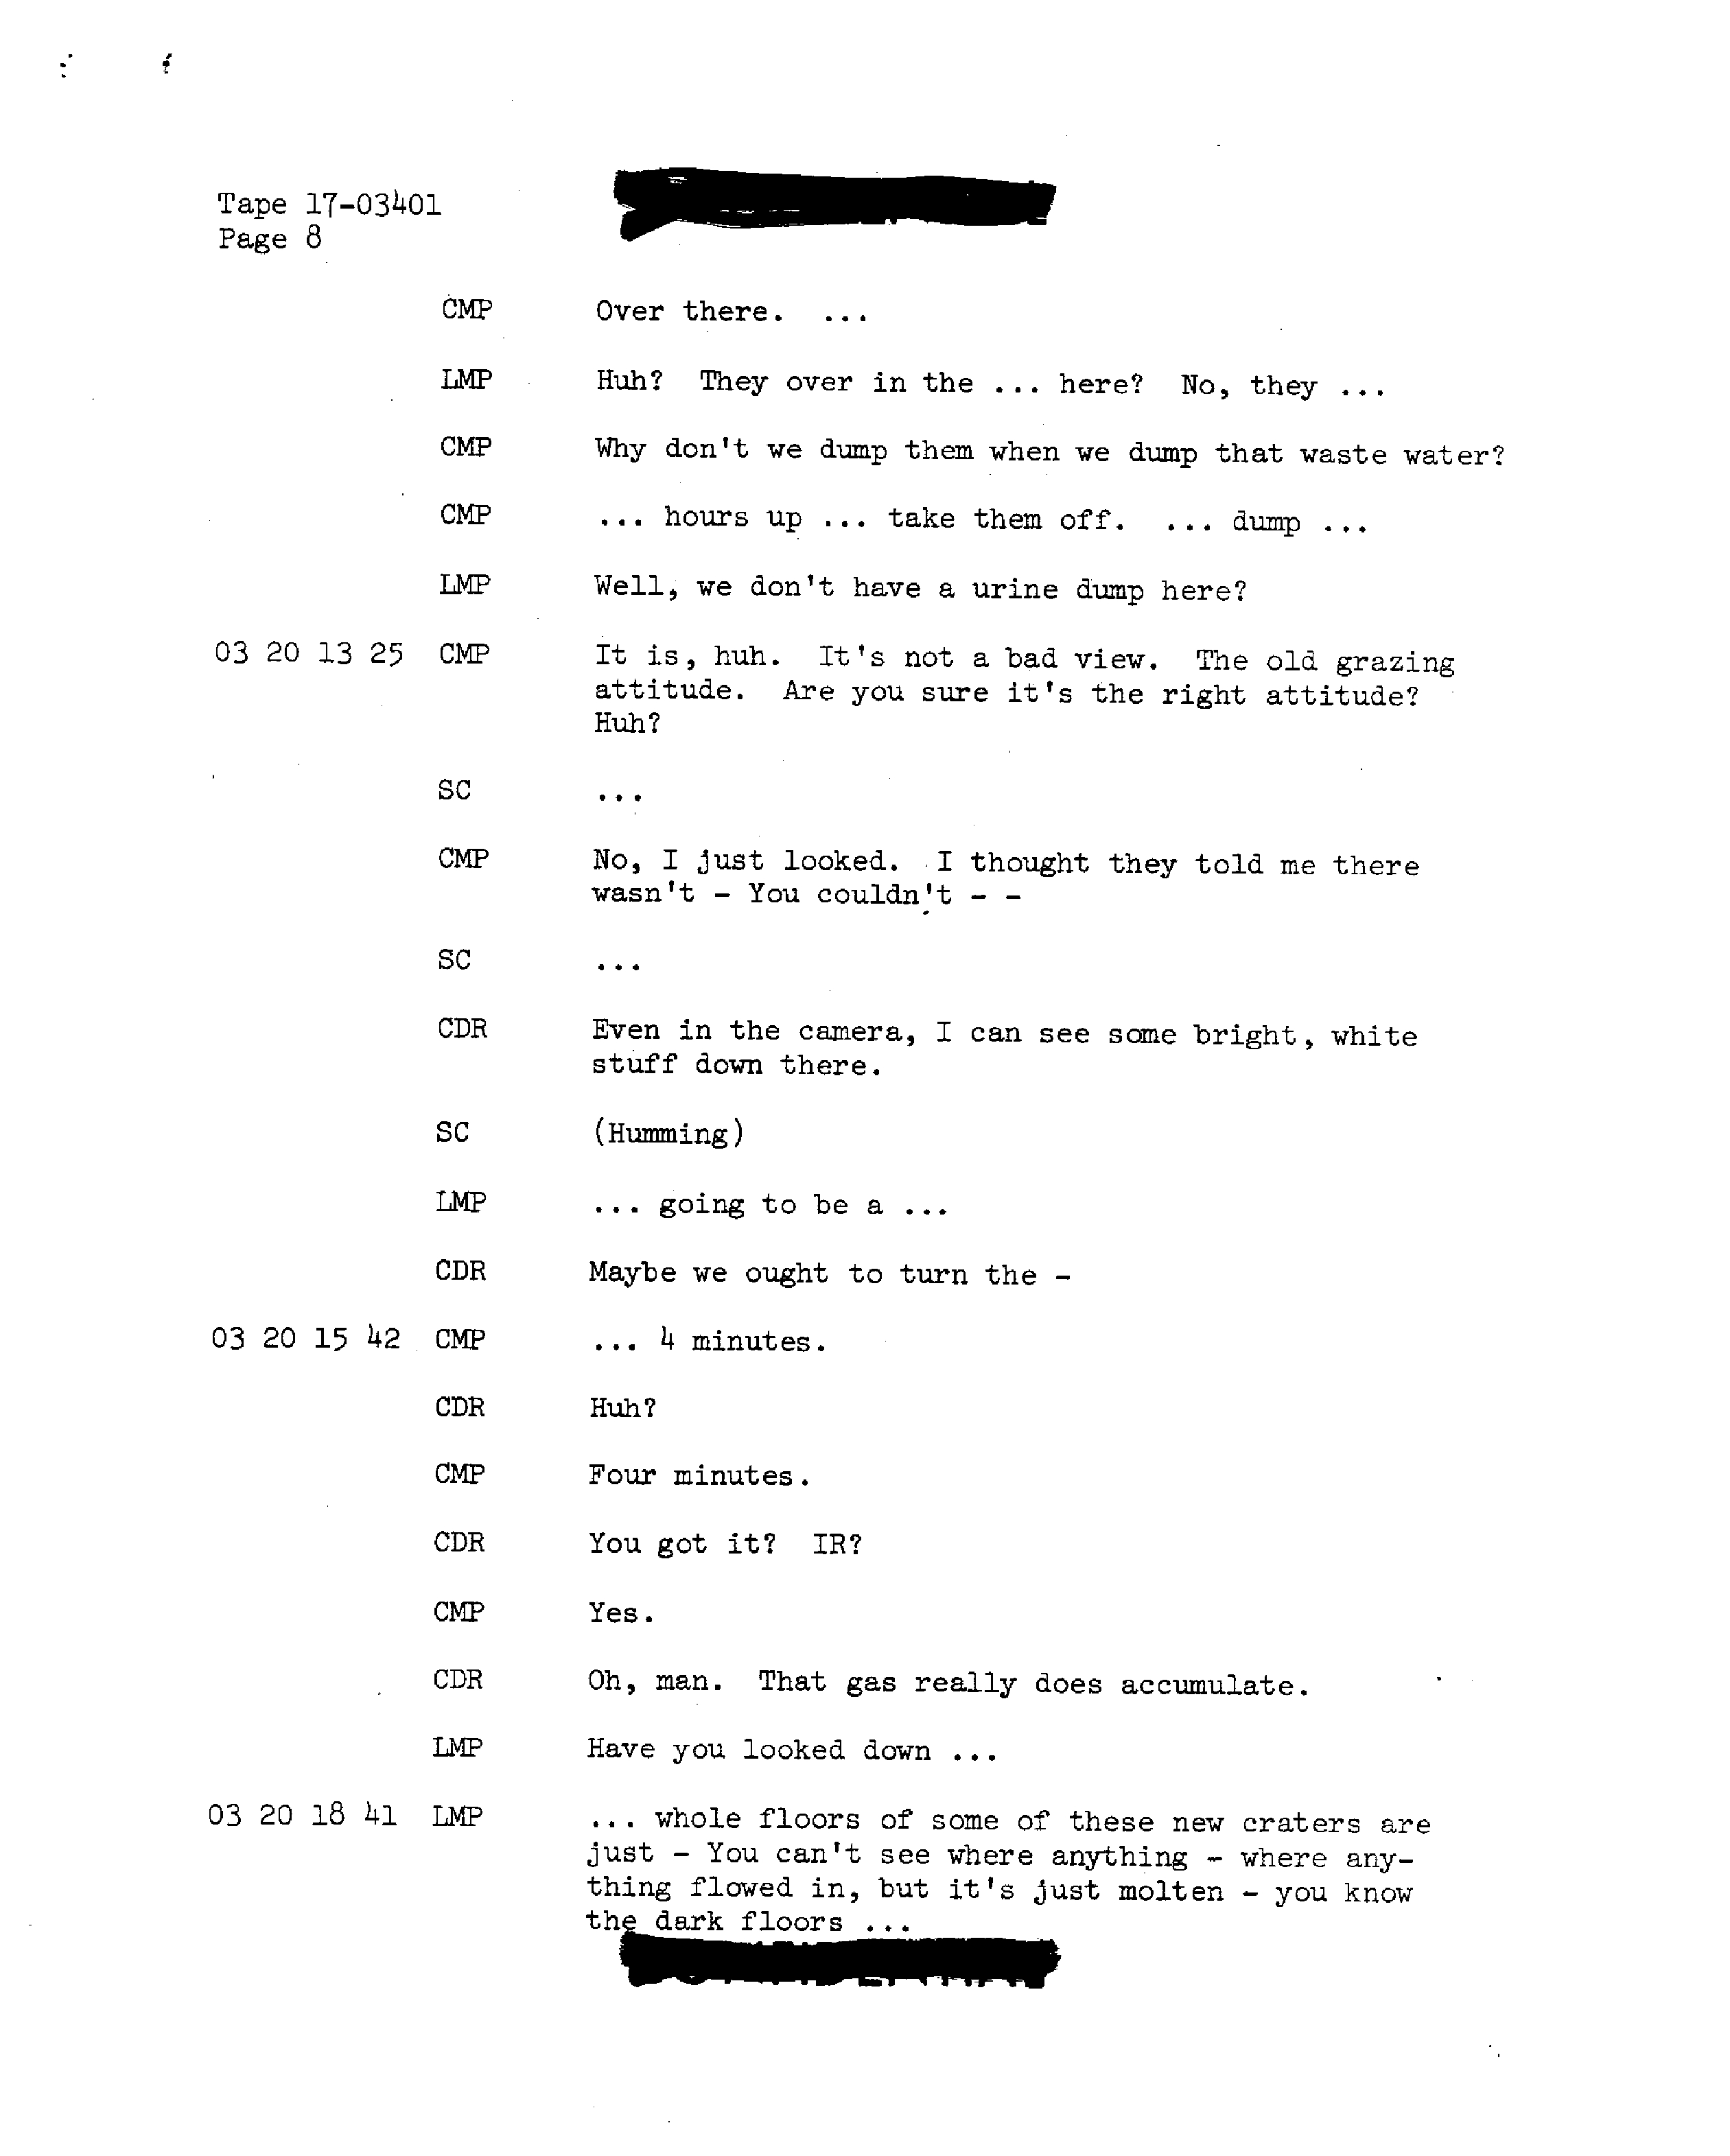 Tape 17-03401
Page 8
CMP Over there. ...
LMP Huh? They over in the ... here? No, they ...
CMP Why don't we dump them when we dump that waste water?
CMP ... hours up ... take them off. ... dump ...
LMP Well, we don't have a urine dump here?
03 20 13 25 CMP It is, huh. It's not a bad view. The old grazing
attitude. Are you sure it's the right attitude?
Huh?
SC ...
CMP No, I just looked. I thought they told me there
wasn't - You couldn't - -
SC ...
CDR Even in the camera, I can see some bright, white
stuff down there.
SC (Humming)
LMP ... going to be a ...
CDR Maybe we ought to turn the -
03 20 15 42 CMP ... 4 minutes.
CDR Huh?
CMP Four minutes.
CDR You got it? IR?
CMP Yes.
CDR Oh, man. That gas really does accumulate.
LMP Have you looked down ...
03 20 18 41 LMP ... whole floors of some of these new craters are
just - You can't see where anything - where any-
thing flowed in, but it's just molten - you know
the dark floors ...